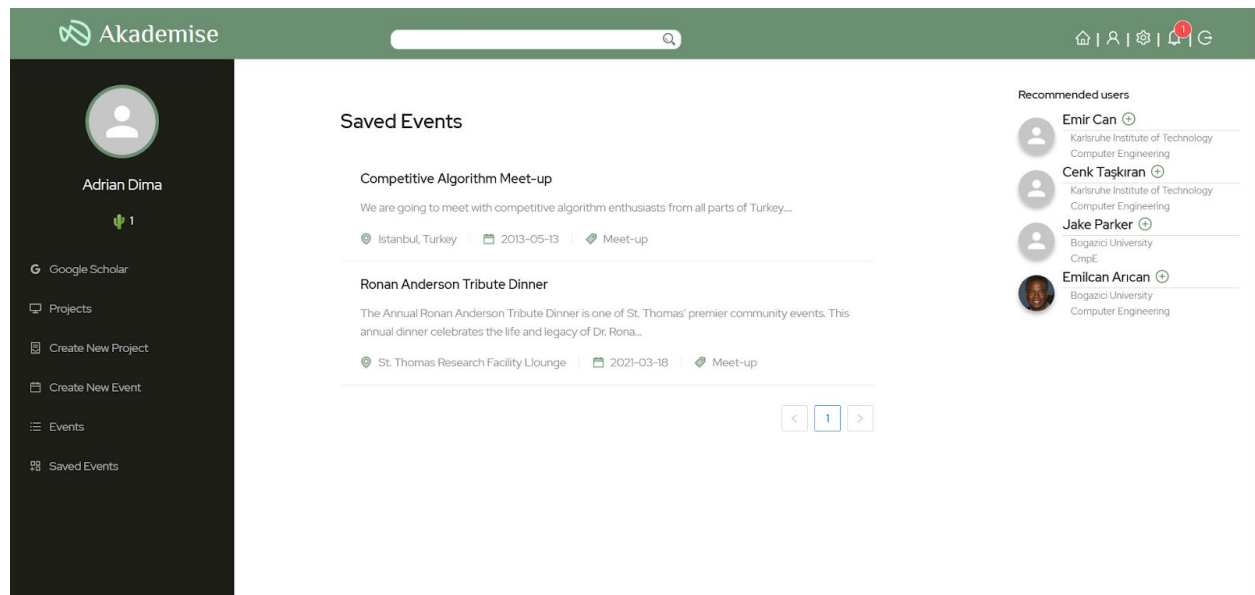 Akademise
1
Adrian Dima
1
Google Scholar
Projects
Create New Project
Create New Event
Events
Saved Events
Saved Events
Competitive Algorithm Meet-up
We are going to meet with competitive algorithm enthusiasts from all parts of Turkey....
Istanbul, Turkey
2013-05-13
Meet-up
Ronan Anderson Tribute Dinner
The Annual Ronan Anderson Tribute Dinner is one of St. Thomas' premier community events. This
annual dinner celebrates the life and legacy of Dr. Rona...
St. Thomas Research Facility Llounge
2021-03-18
Meet-up
< 1 >
Recommended users
Emir Can
Karlsruhe Institute of Technology
Computer Engineering
Cenk Taşkıran
Karlsruhe Institute of Technology
Computer Engineering
Jake Parker
Bogazici University
CmpE
Emilcan Arıcan
Bogazici University
Computer Engineering